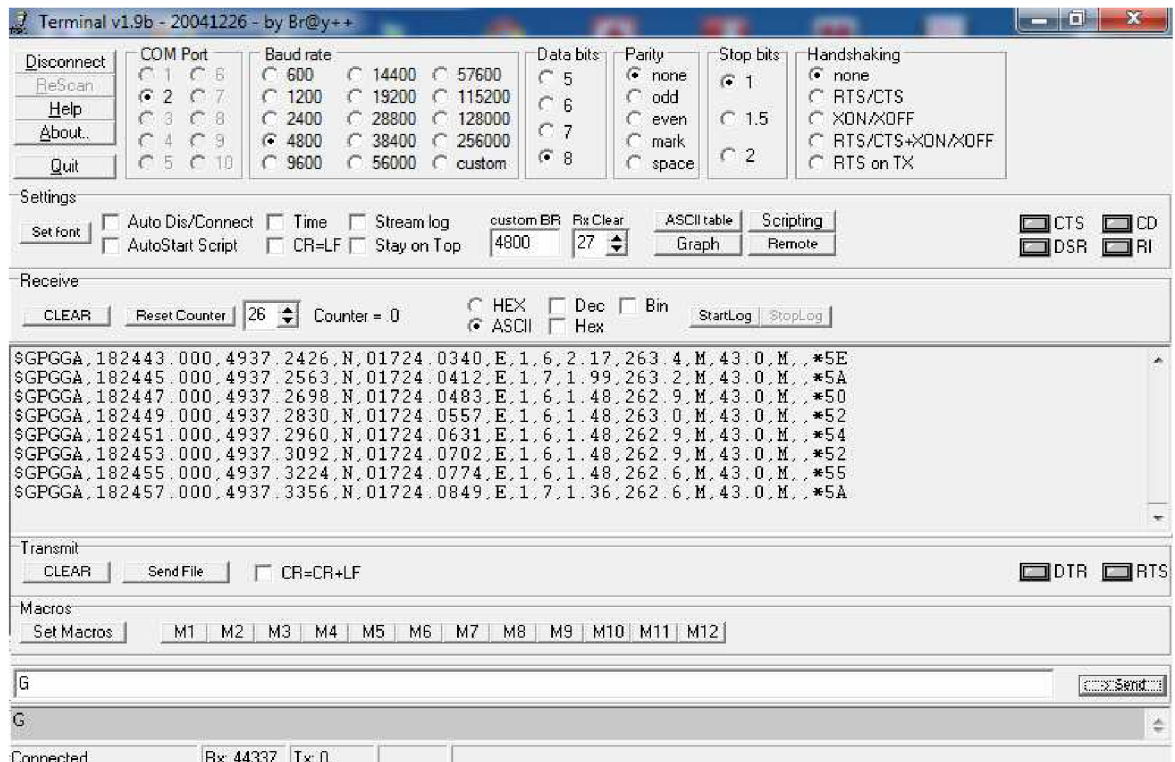 Terminal v1.9b - 20041226 - by Br@y++
Disconnect
ReScan
Help
About..
Quit
COM Port
1 6
2 7
3 8
4 9
5 10
Baud rate
600 14400 57600
1200 19200 115200
2400 28800 128000
4800 38400 256000
9600 56000 custom
Data bits
5
6
7
8
Parity
none
odd
even
mark
space
Stop bits
1
1.5
2
Handshaking
none
RTS/CTS
XON/XOFF
RTS/CTS+XON/XOFF
RTS on TX
Settings
Set font
Auto Dis/Connect Time Stream log
AutoStart Script CR=LF Stay on Top
custom BR Rx Clear
4800 27
ASCII table Scripting
Graph Remote
CTS CD
DSR RI
Receive
CLEAR Reset Counter 26 Counter = 0
HEX Dec Bin
ASCII Hex
StartLog StopLog
$GPGGA,182443.000,4937.2426,N,01724.0340,E,1,6,2.17,263.4,M,43.0,M,,*5E
$GPGGA,182445.000,4937.2563,N,01724.0412,E,1,7,1.99,263.2,M,43.0,M,,*5A
$GPGGA,182447.000,4937.2698,N,01724.0483,E,1,6,1.48,262.9,M,43.0,M,,*50
$GPGGA,182449.000,4937.2830,N,01724.0557,E,1,6,1.48,263.0,M,43.0,M,,*52
$GPGGA,182451.000,4937.2960,N,01724.0631,E,1,6,1.48,262.9,M,43.0,M,,*54
$GPGGA,182453.000,4937.3092,N,01724.0702,E,1,6,1.48,262.9,M,43.0,M,,*52
$GPGGA,182455.000,4937.3224,N,01724.0774,E,1,6,1.48,262.6,M,43.0,M,,*55
$GPGGA,182457.000,4937.3356,N,01724.0849,E,1,7,1.36,262.6,M,43.0,M,,*5A
Transmit
CLEAR Send File CR=CR+LF
DTR RTS
Macros
Set Macros M1 M2 M3 M4 M5 M6 M7 M8 M9 M10 M11 M12
G
-> Send
G
Connected Rx: 44337 Tx: 0